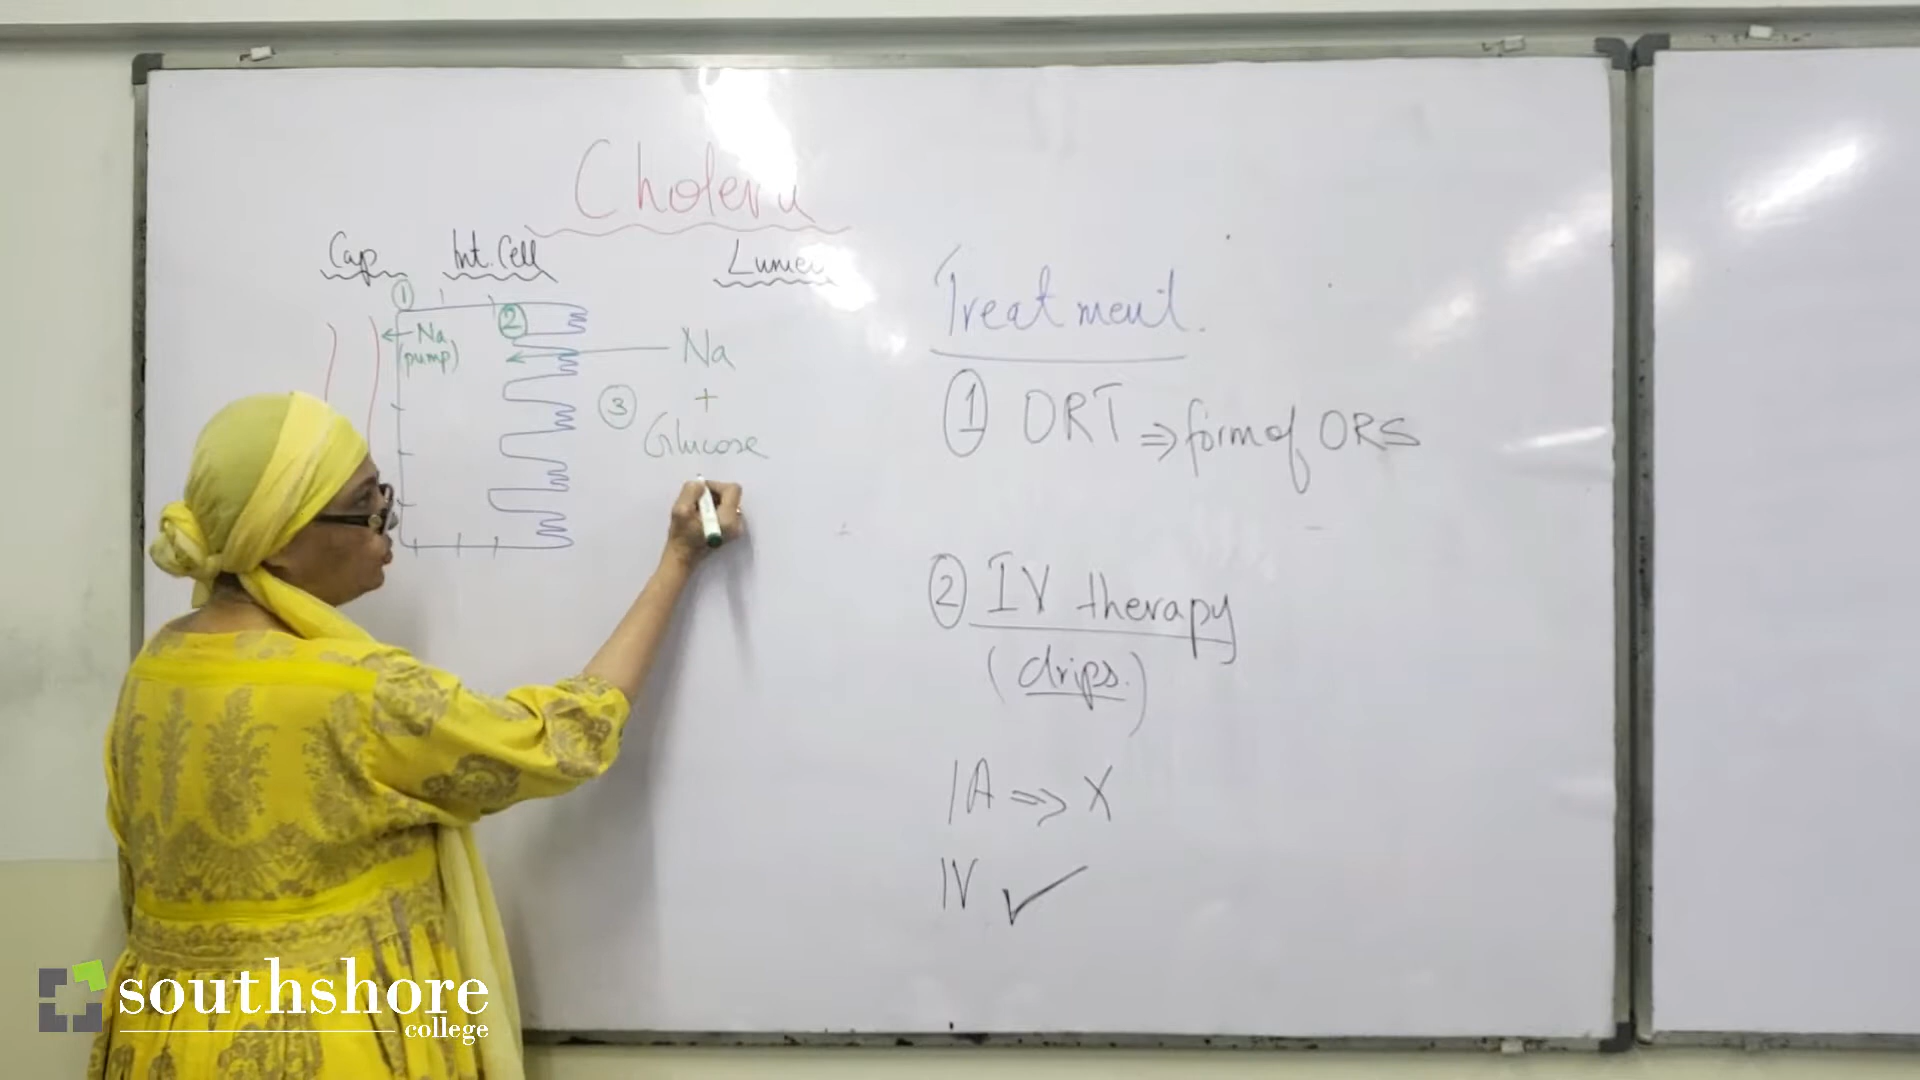 Cholera
Cap
Int. Cell
Lumen
①
Na
(pump)
②
③
Na
+
Glucose
Treatment.
① ORT ⇒ form of ORS
② IV therapy
(drips.)
IA ⇒ X
IV ✓
southshore
college